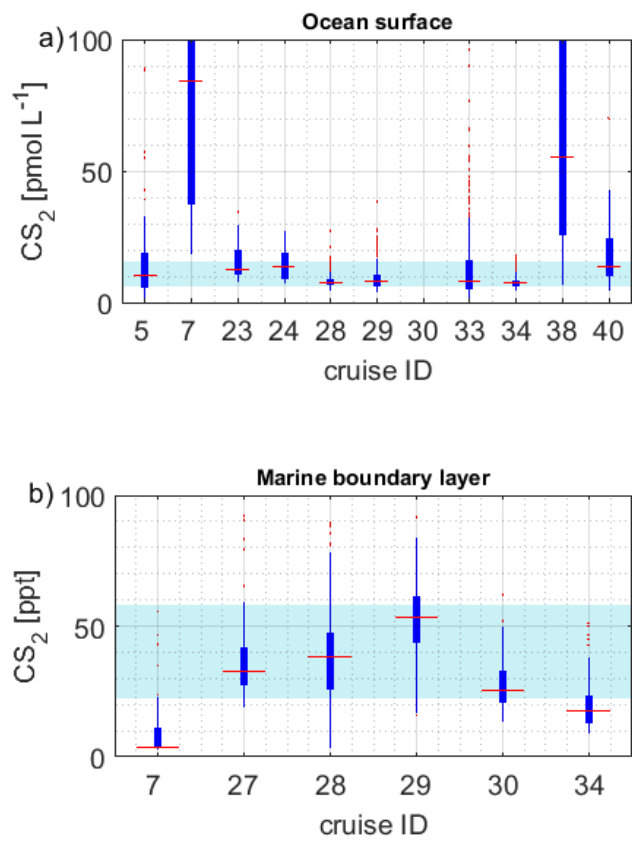 Ocean surface
a)
100
50
0
CS2 [pmol L-1]
5 7 23 24 28 29 30 33 34 38 40
cruise ID
Marine boundary layer
b)
100
50
0
CS2 [ppt]
7 27 28 29 30 34
cruise ID